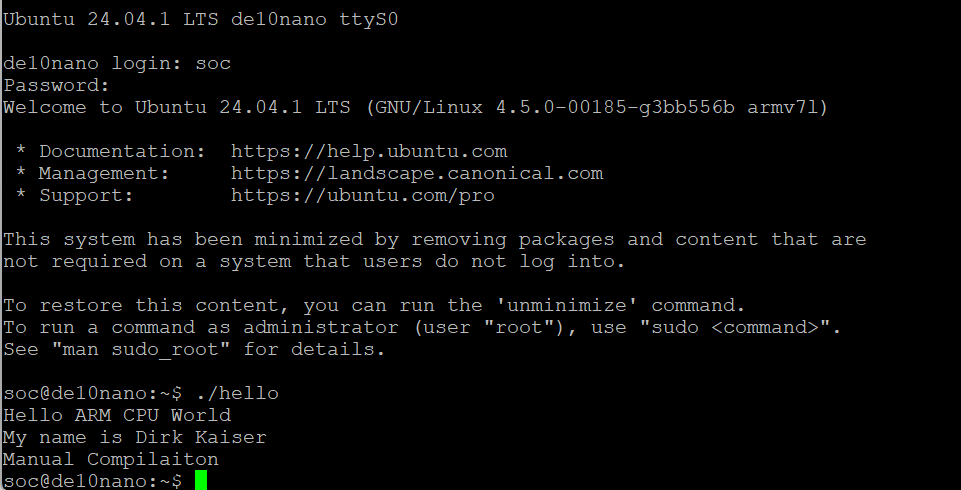 Ubuntu 24.04.1 LTS de10nano ttyS0
de10nano login: soc
Password:
Welcome to Ubuntu 24.04.1 LTS (GNU/Linux 4.5.0-00185-g3bb556b armv7l)
* Documentation: https://help.ubuntu.com
* Management: https://landscape.canonical.com
* Support: https://ubuntu.com/pro
This system has been minimized by removing packages and content that are
not required on a system that users do not log into.
To restore this content, you can run the 'unminimize' command.
To run a command as administrator (user "root"), use "sudo <command>".
See "man sudo_root" for details.
soc@de10nano:~$ ./hello
Hello ARM CPU World
My name is Dirk Kaiser
Manual Compilaiton
soc@de10nano:~$